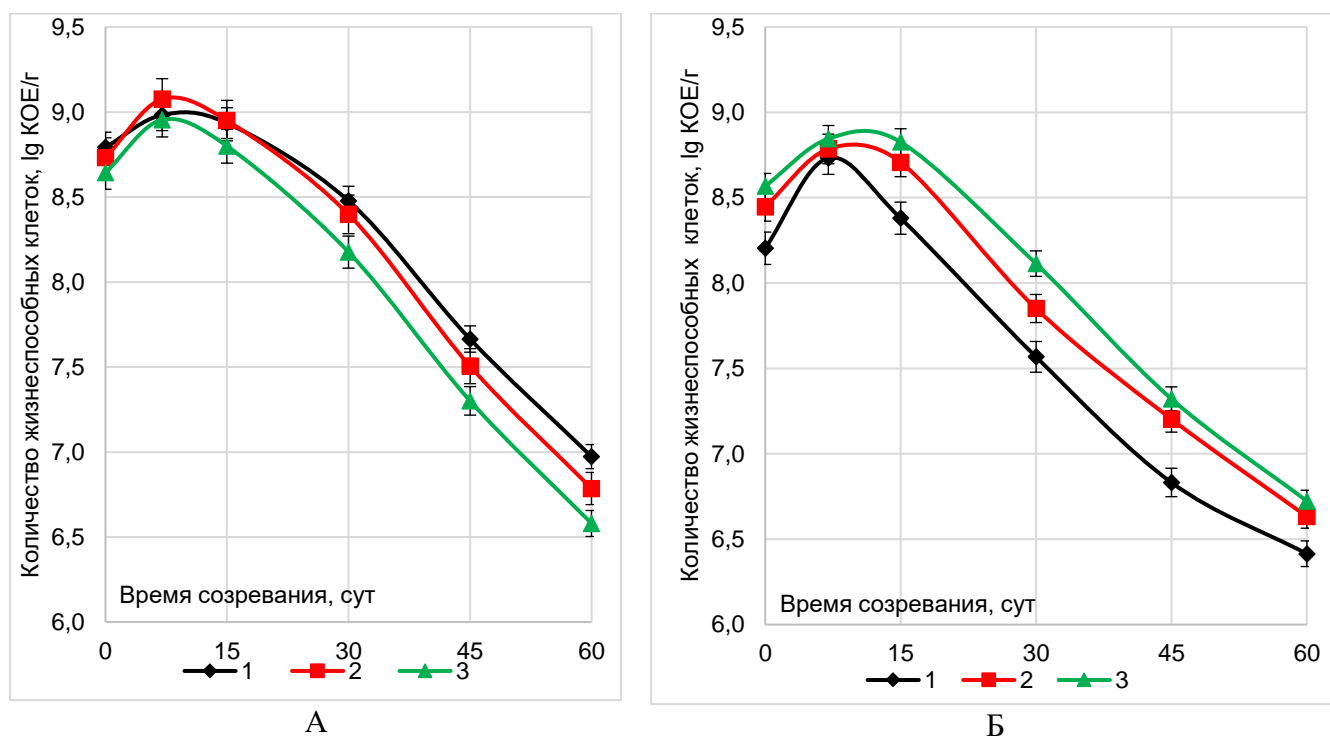 Количество жизнеспособных клеток, lg КОЕ/г
9,5
9,0
8,5
8,0
7,5
7,0
6,5
6,0
Время созревания, сут
0 15 30 45 60
1 2 3
А
Количество жизнеспособных клеток, lg КОЕ/г
9,5
9,0
8,5
8,0
7,5
7,0
6,5
6,0
Время созревания, сут
0 15 30 45 60
1 2 3
Б